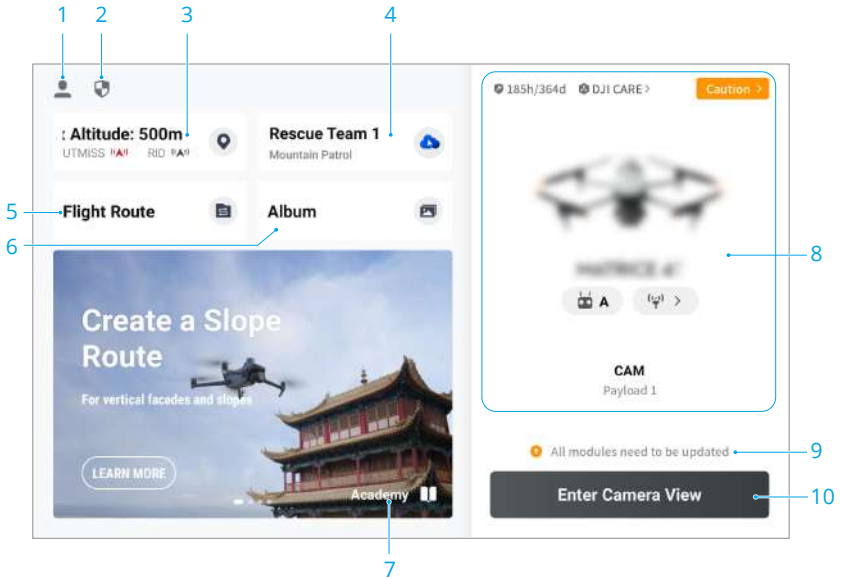 1
2
3
4
185h/364d
DJI CARE >
Caution >
: Altitude: 500m
UTMISS
RID
Rescue Team 1
Mountain Patrol
5
Flight Route
Album
6
8
Create a Slope
Route
For vertical facades and slopes
A
CAM
Payload 1
All modules need to be updated
9
LEARN MORE
Academy
Enter Camera View
10
7